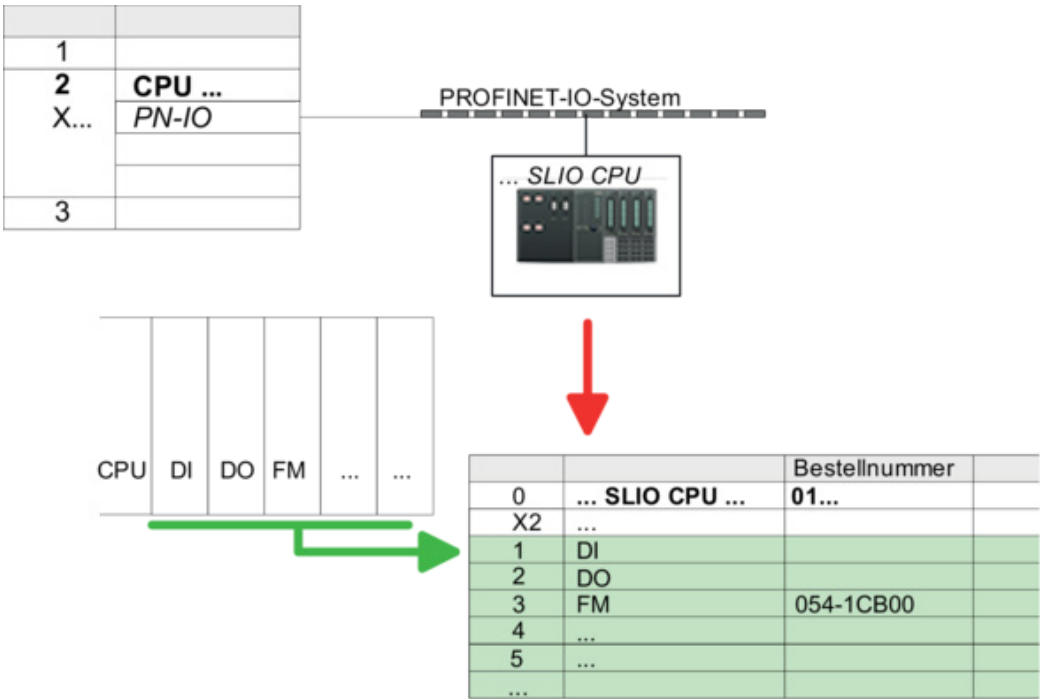 1
2 CPU ...
X... PN-IO
3
PROFINET-IO-System
... SLIO CPU
CPU DI DO FM ... ...
Bestellnummer
0 ... SLIO CPU ... 01...
X2 ...
1 DI
2 DO
3 FM 054-1CB00
4 ...
5 ...
...